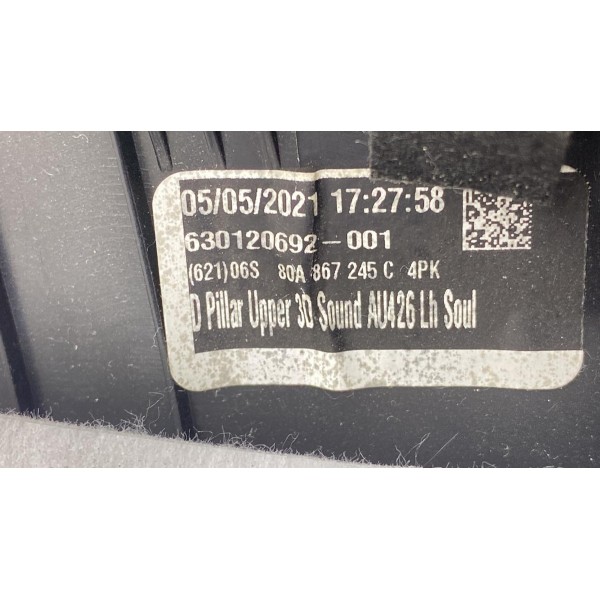 05/05/2021 17:27:58
630120692-001
(621)06S 80A 867 245 C 4PK
D Pillar Upper 3D Sound AU426 Lh Soul